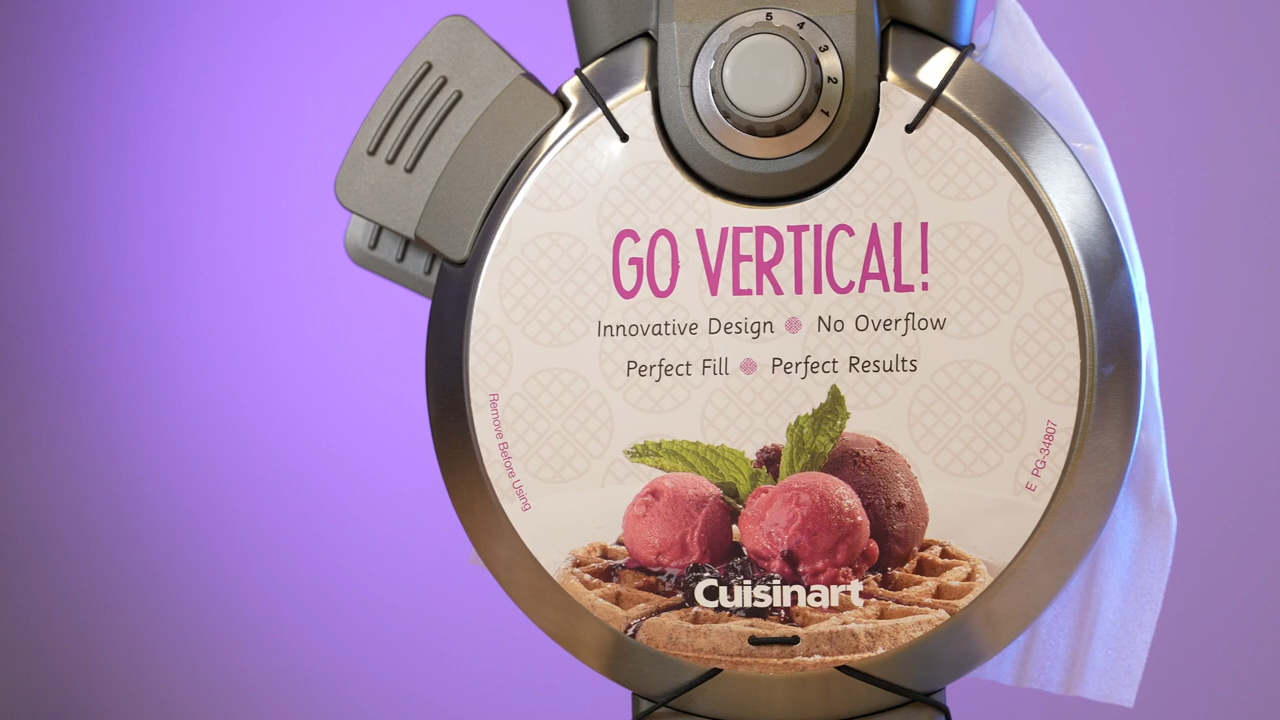 5
4
3
2
1
GO VERTICAL!
Innovative Design No Overflow
Perfect Fill Perfect Results
Remove Before Using
E PG-34807
Cuisinart